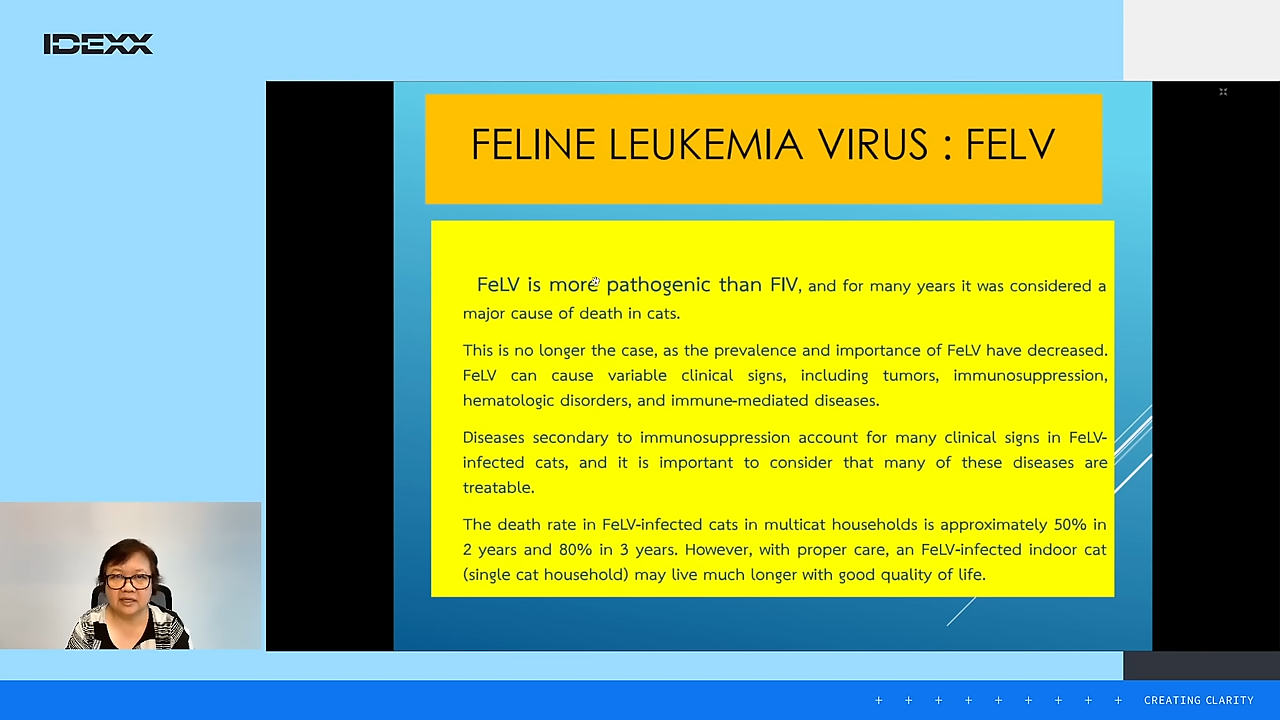 IDEXX
FELINE LEUKEMIA VIRUS : FELV
FeLV is more pathogenic than FIV, and for many years it was considered a
major cause of death in cats.
This is no longer the case, as the prevalence and importance of FeLV have decreased.
FeLV can cause variable clinical signs, including tumors, immunosuppression,
hematologic disorders, and immune-mediated diseases.
Diseases secondary to immunosuppression account for many clinical signs in FeLV-
infected cats, and it is important to consider that many of these diseases are
treatable.
The death rate in FeLV-infected cats in multicat households is approximately 50% in
2 years and 80% in 3 years. However, with proper care, an FeLV-infected indoor cat
(single cat household) may live much longer with good quality of life.
CREATING CLARITY